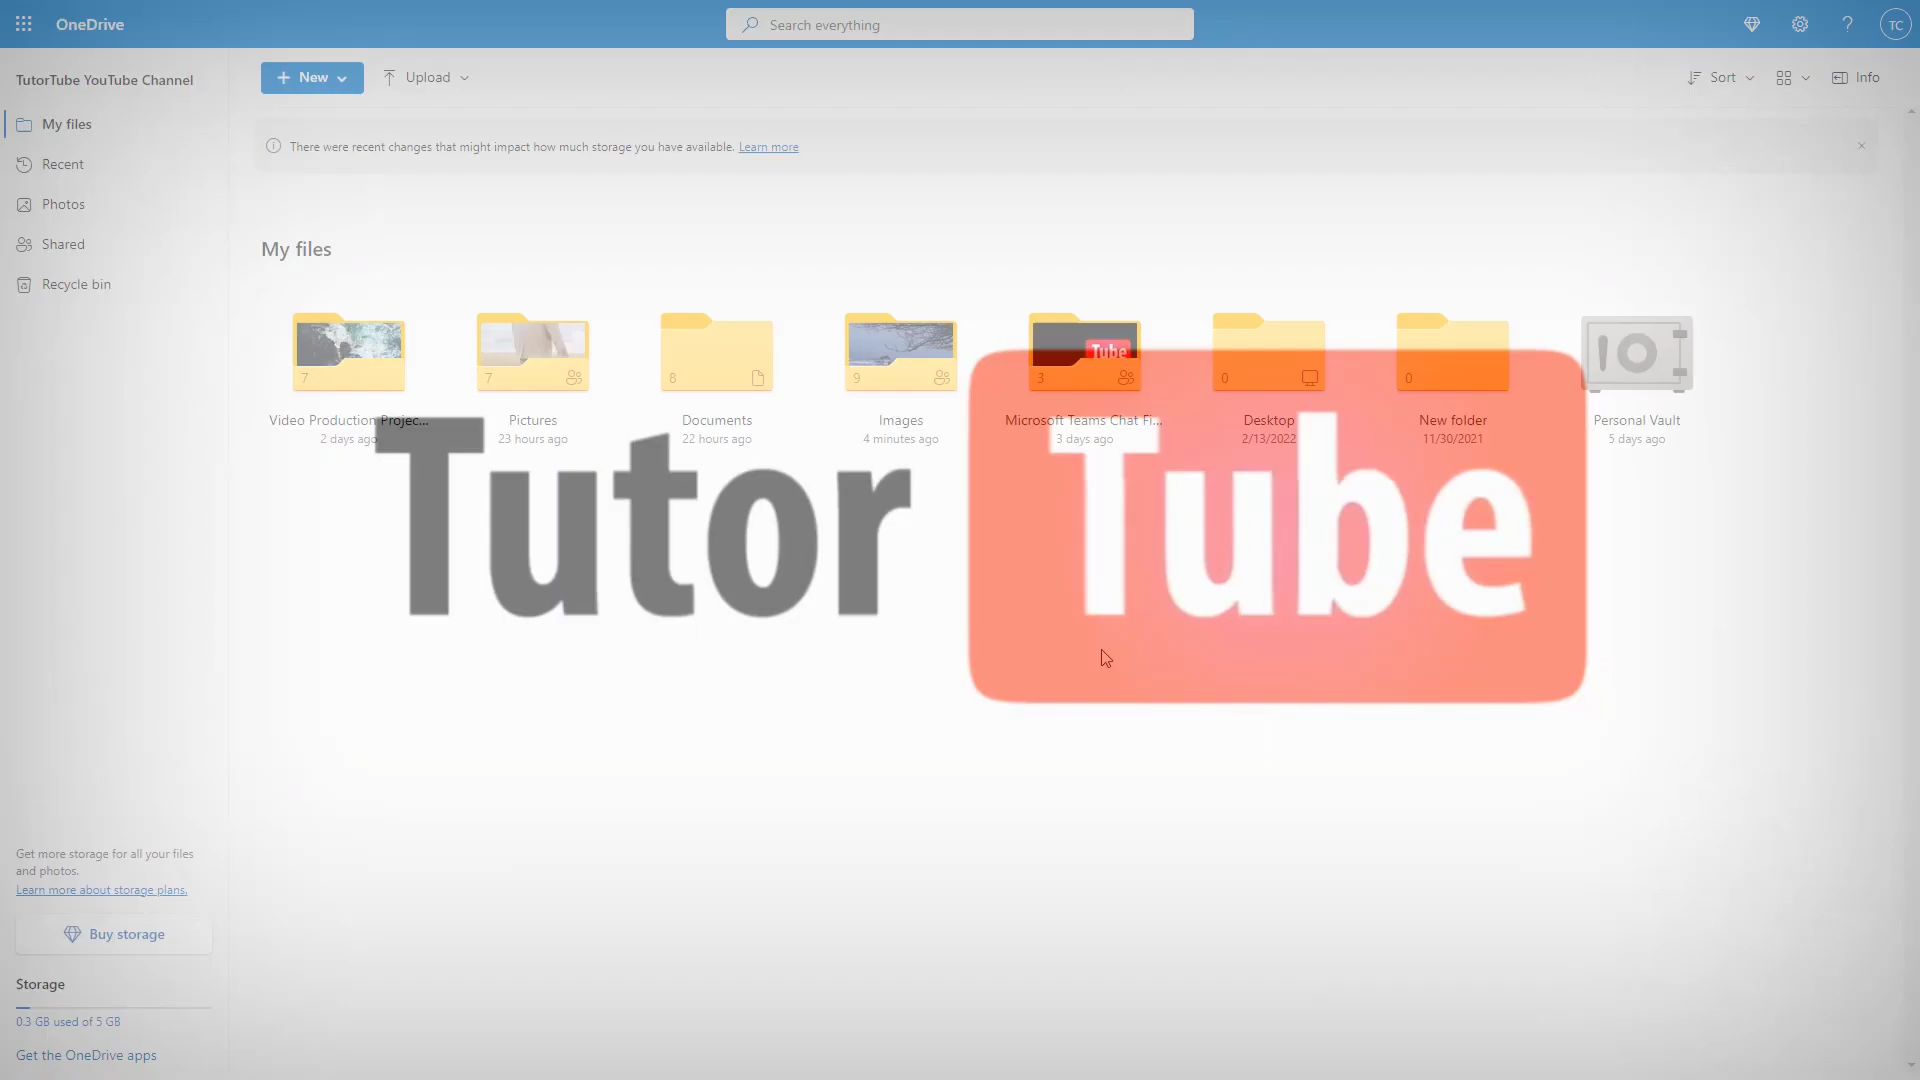 OneDrive
Search everything
TC
TutorTube YouTube Channel
New
Upload
Sort
Info
My files
Recent
Photos
Shared
Recycle bin
There were recent changes that might impact how much storage you have available. Learn more
My files
7
7
8
9
Tube
3
0
0
Video Production Projec...
2 days ago
Pictures
23 hours ago
Documents
22 hours ago
Images
4 minutes ago
Microsoft Teams Chat Fi...
3 days ago
Desktop
2/13/2022
New folder
11/30/2021
Personal Vault
5 days ago
Tutor Tube
Get more storage for all your files
and photos.
Learn more about storage plans.
Buy storage
Storage
0.3 GB used of 5 GB
Get the OneDrive apps